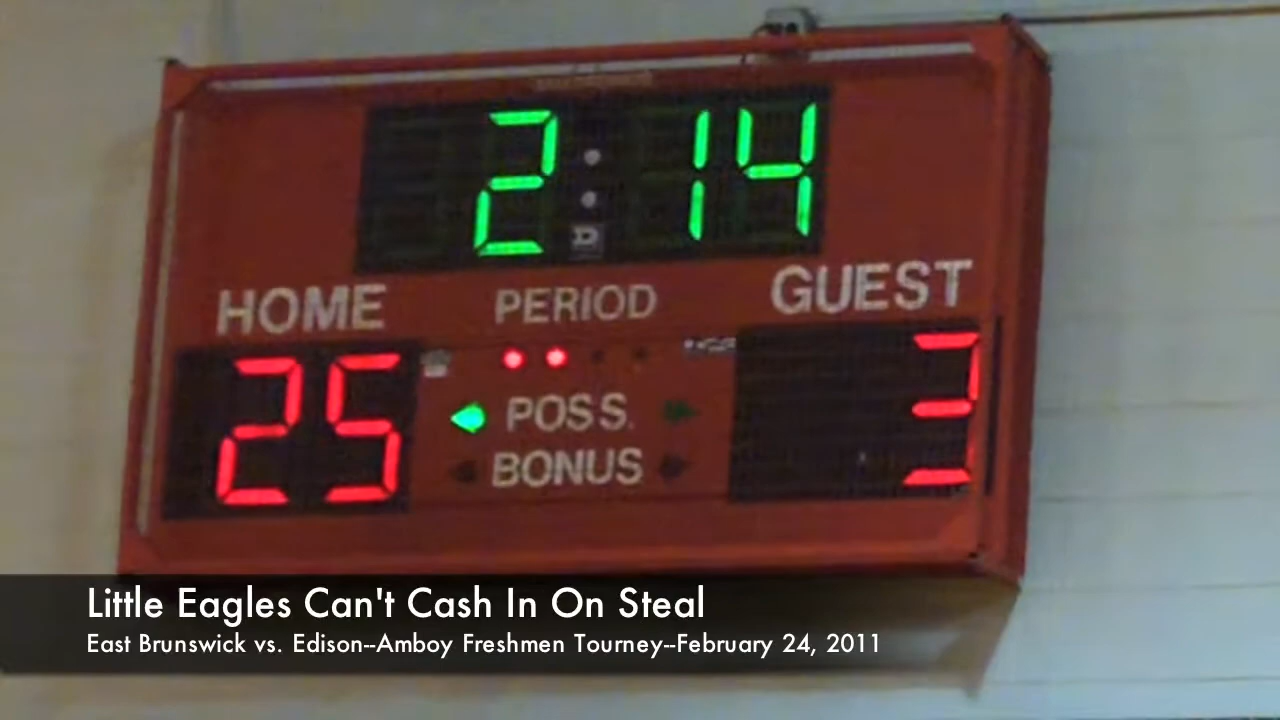 2:14
HOME
PERIOD
GUEST
25
3
POSS.
BONUS
Little Eagles Can't Cash In On Steal
East Brunswick vs. Edison--Amboy Freshmen Tourney--February 24, 2011